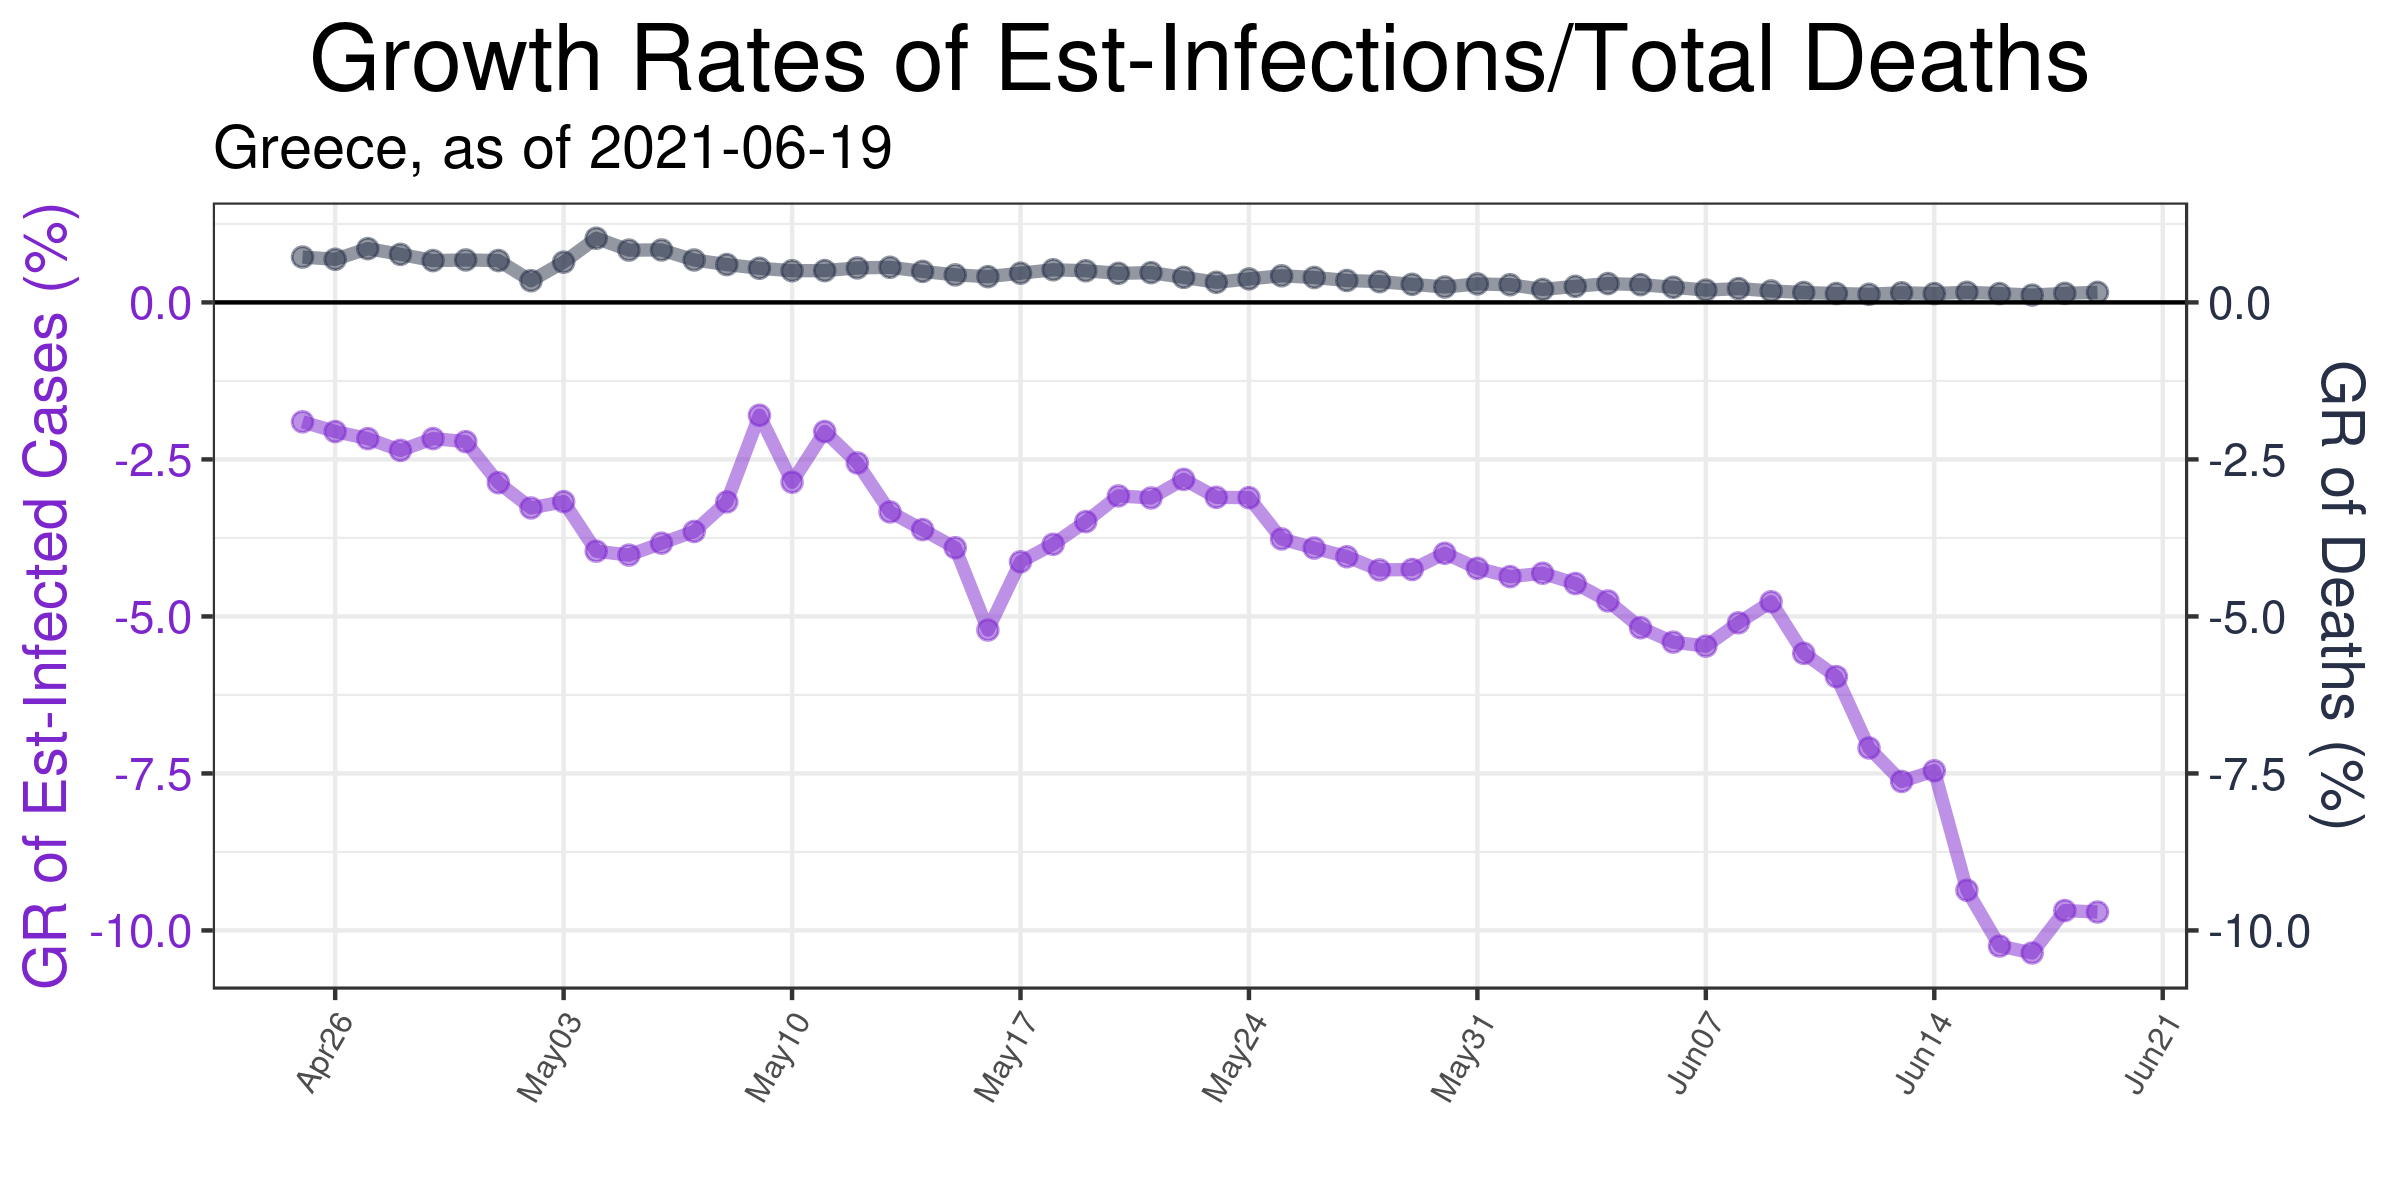 Growth Rates of Est-Infections/Total Deaths
Greece, as of 2021-06-19
GR of Est-Infected Cases (%)
0.0
-2.5
-5.0
-7.5
-10.0
0.0
-2.5
-5.0
-7.5
-10.0
GR of Deaths (%)
Apr26
May03
May10
May17
May24
May31
Jun07
Jun14
Jun21